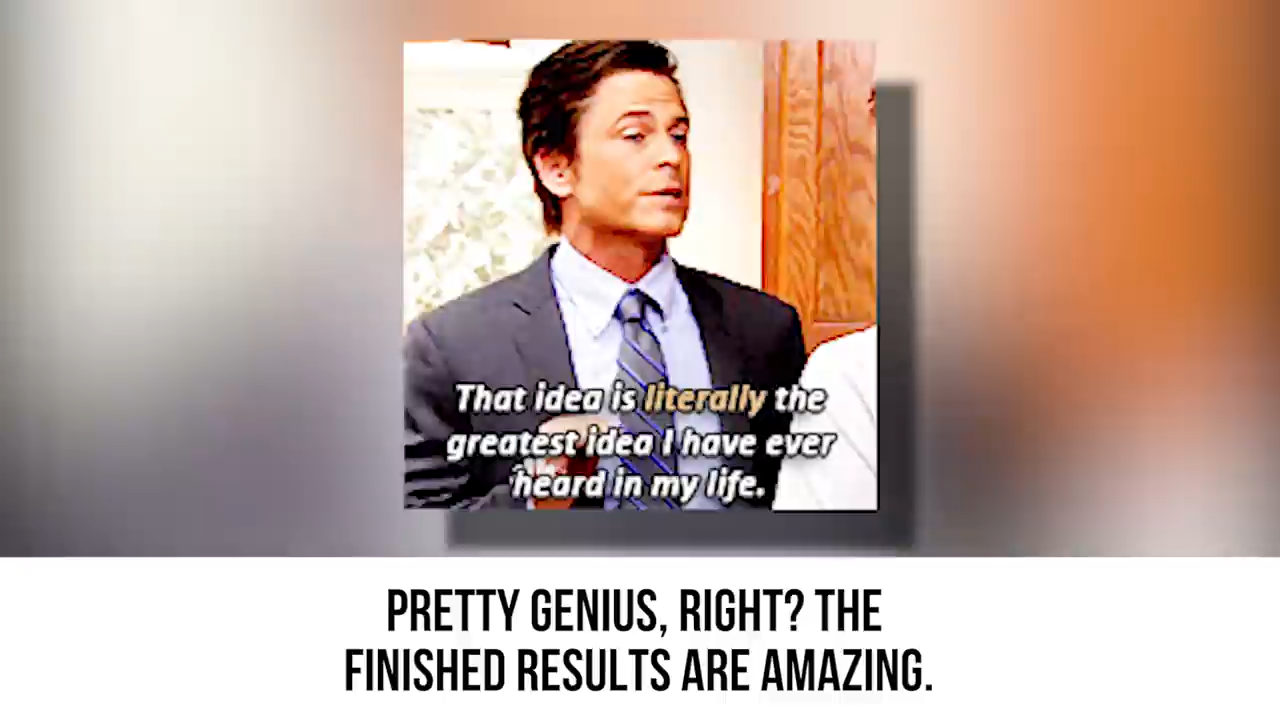 That idea is literally the
greatest idea I have ever
heard in my life.
PRETTY GENIUS, RIGHT? THE
FINISHED RESULTS ARE AMAZING.